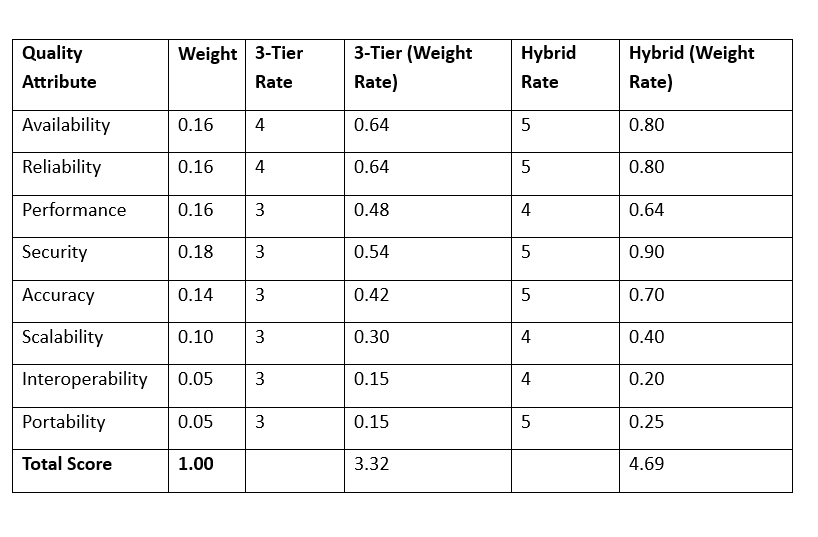 Quality Attribute | Weight | 3-Tier Rate | 3-Tier (Weight Rate) | Hybrid Rate | Hybrid (Weight Rate)
Availability | 0.16 | 4 | 0.64 | 5 | 0.80
Reliability | 0.16 | 4 | 0.64 | 5 | 0.80
Performance | 0.16 | 3 | 0.48 | 4 | 0.64
Security | 0.18 | 3 | 0.54 | 5 | 0.90
Accuracy | 0.14 | 3 | 0.42 | 5 | 0.70
Scalability | 0.10 | 3 | 0.30 | 4 | 0.40
Interoperability | 0.05 | 3 | 0.15 | 4 | 0.20
Portability | 0.05 | 3 | 0.15 | 5 | 0.25
Total Score | 1.00 | | 3.32 | | 4.69